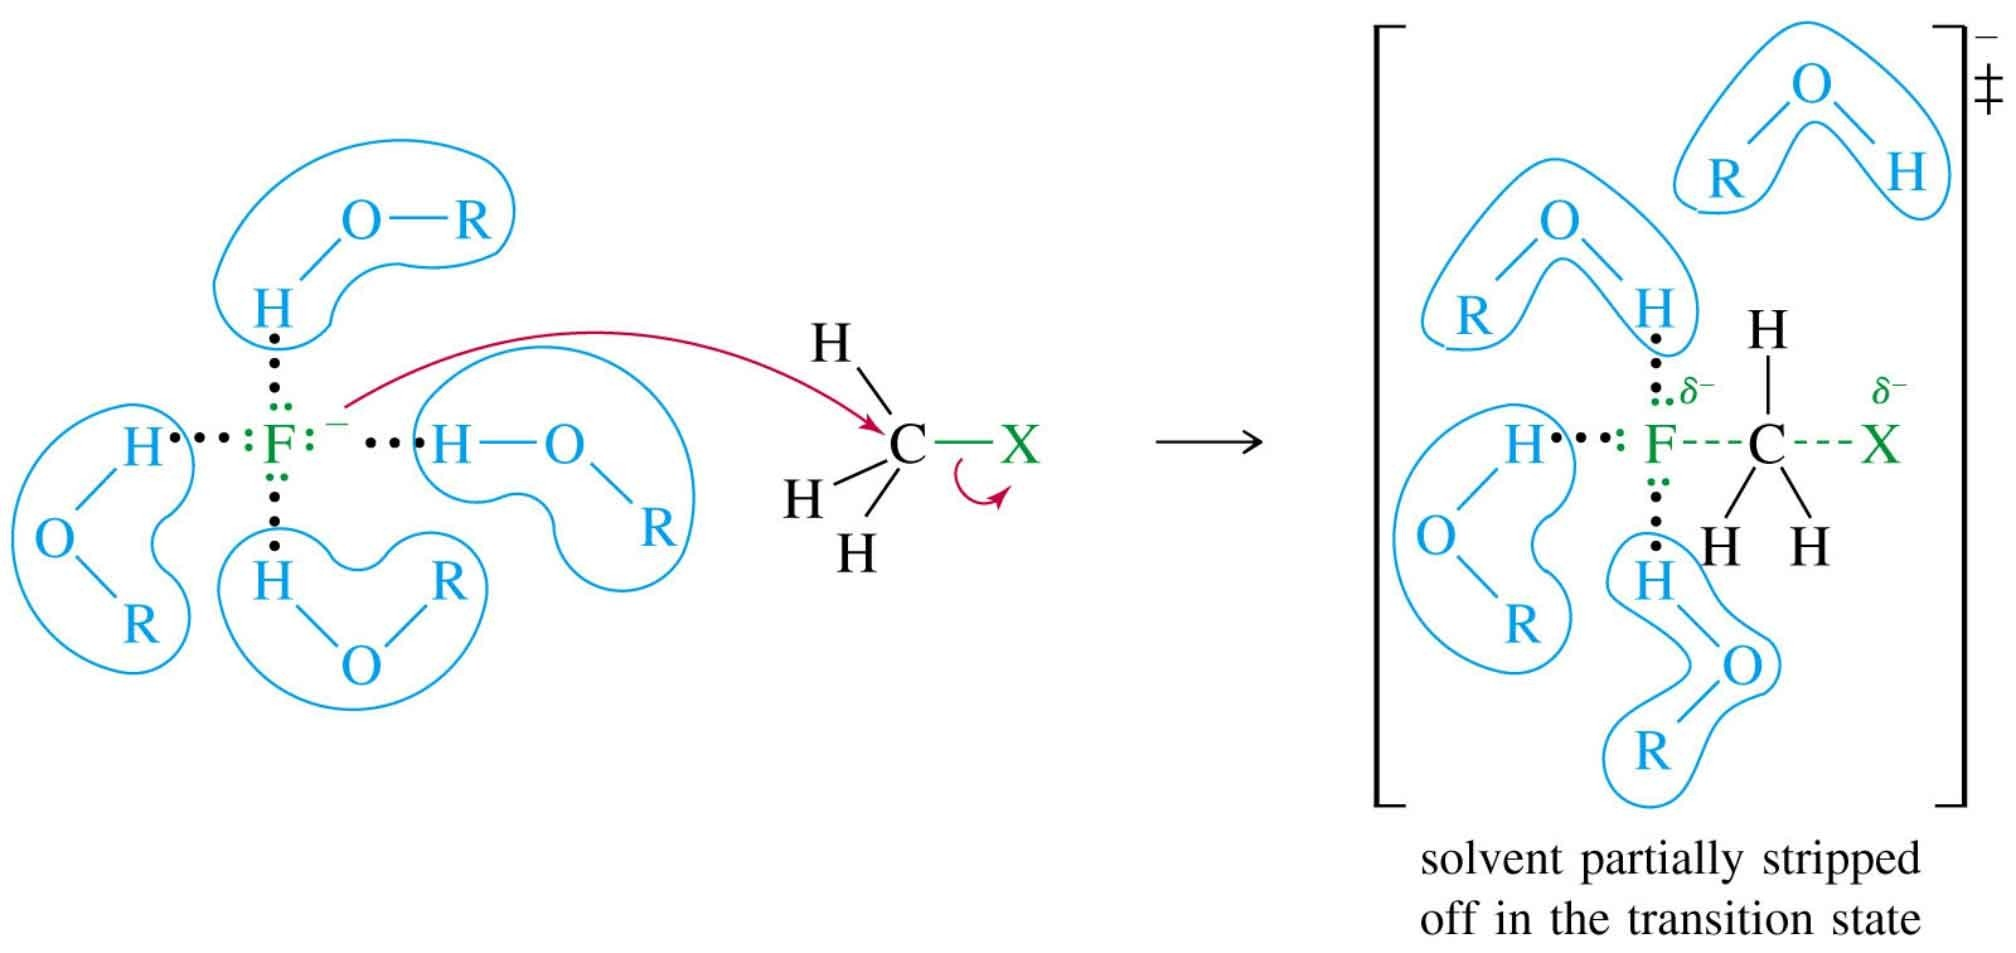 O—R
H
H
H
:F:⁻
H—O
C—X
O
R
H
H
R
H
R
O
O
R
H
O
R
H
H
δ⁻
δ⁻
H
:F---C---X
O
H
H
R
H
O
R
−
‡
solvent partially stripped
off in the transition state